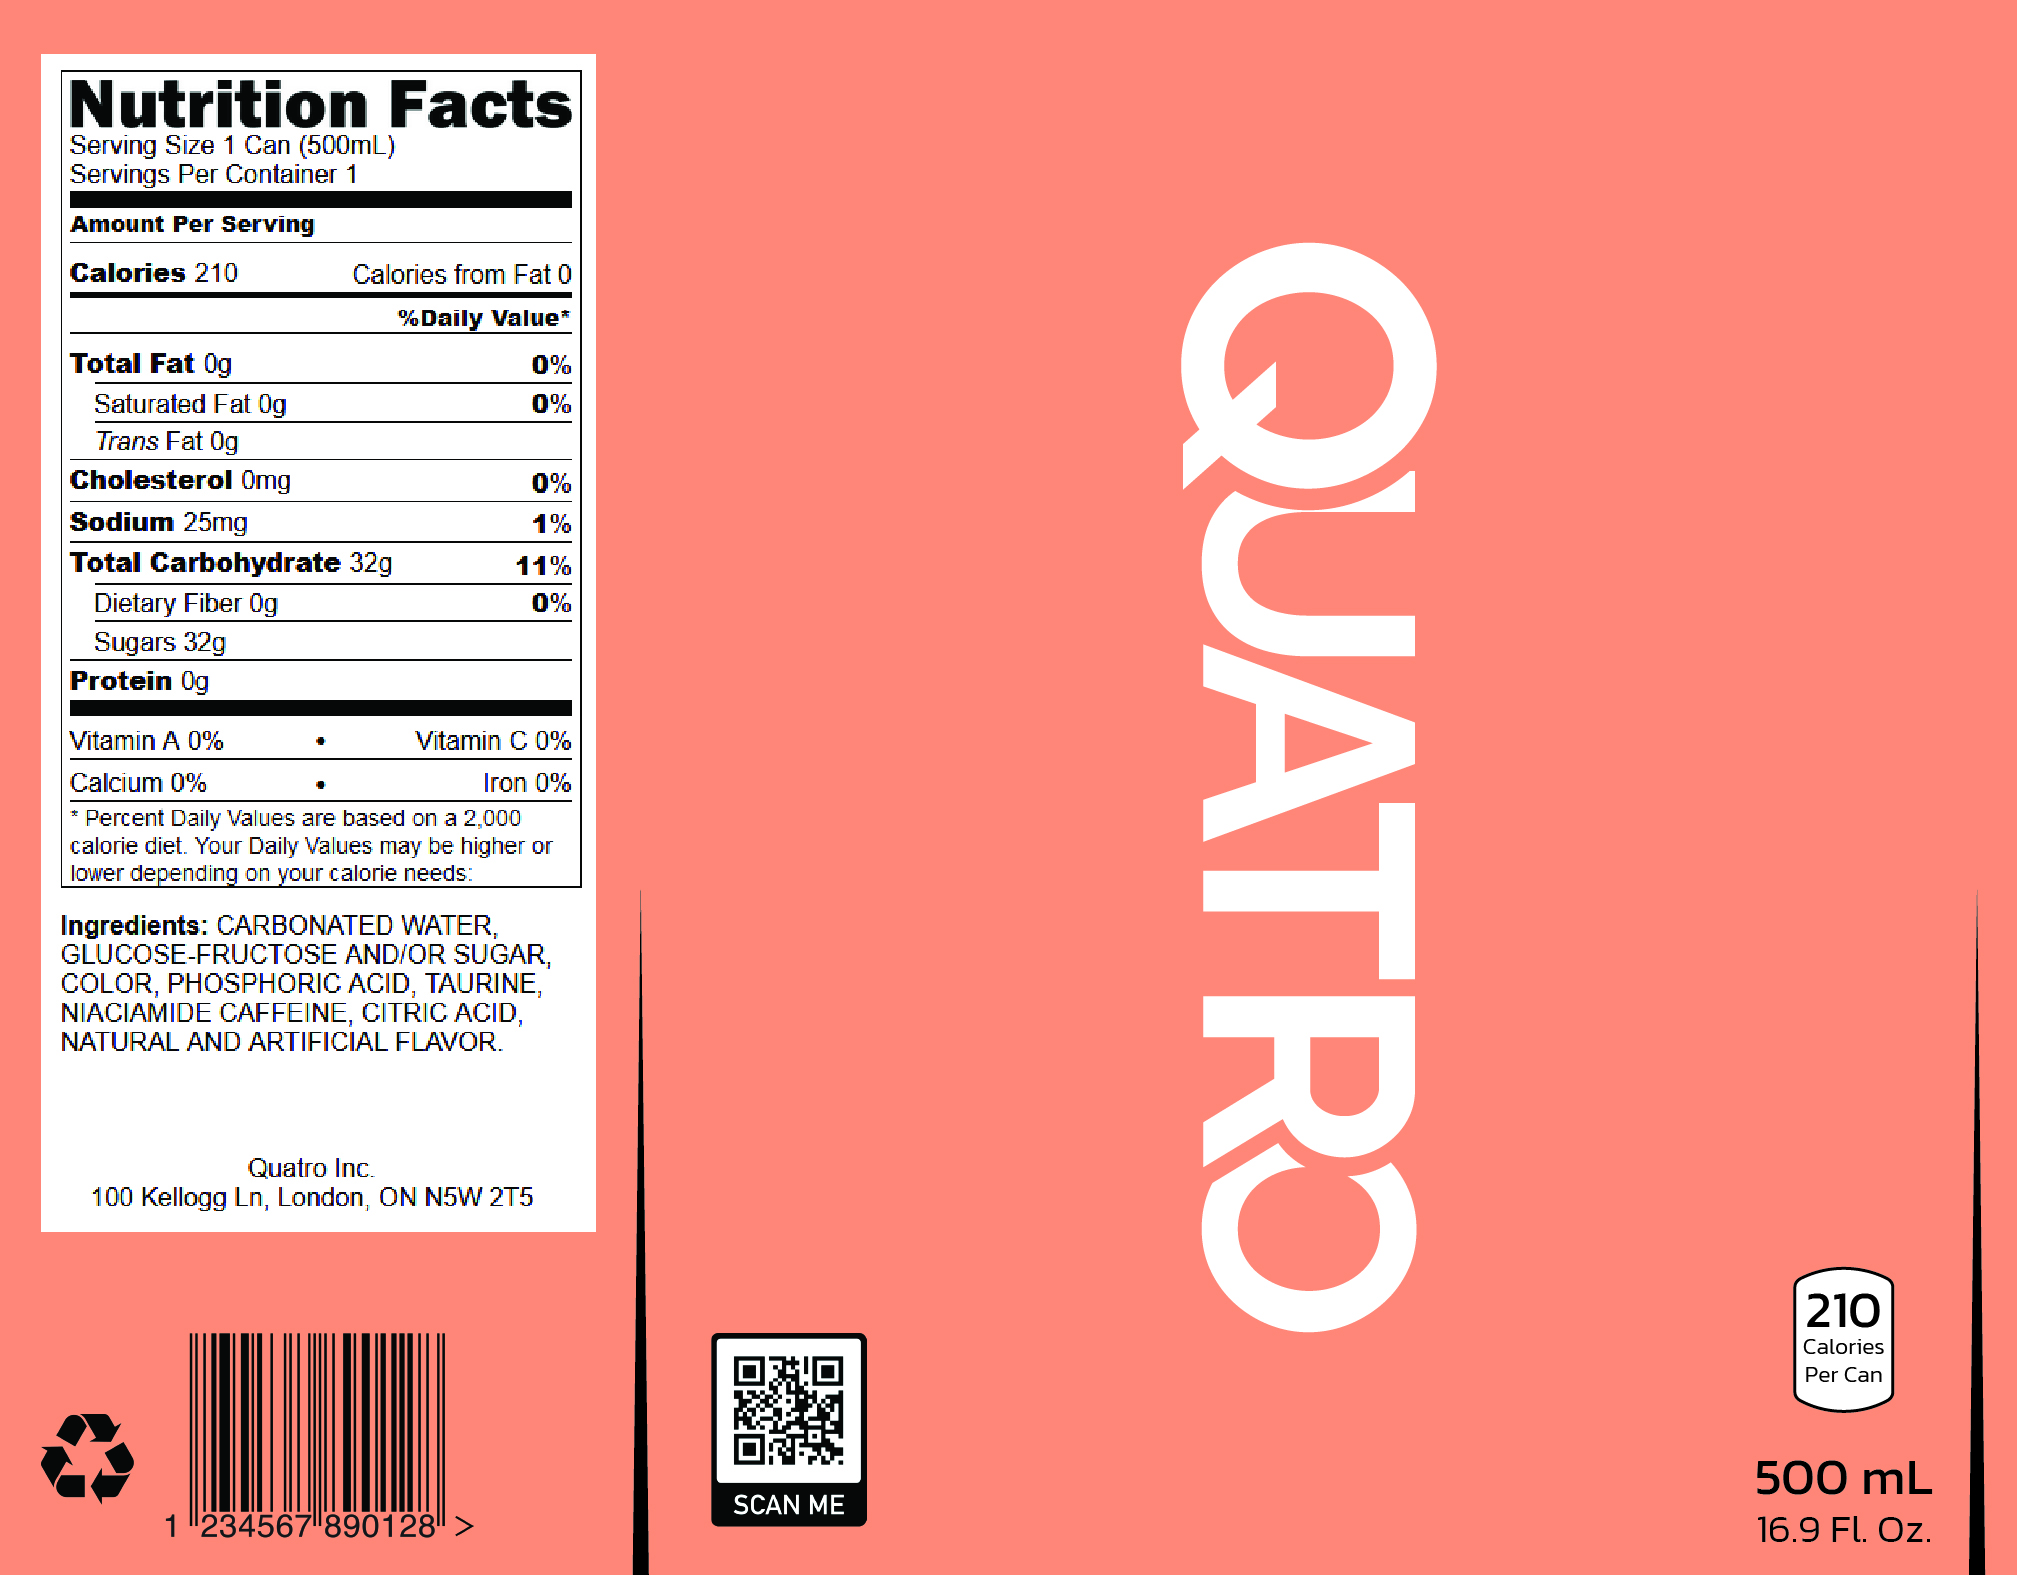 Nutrition Facts
Serving Size 1 Can (500mL)
Servings Per Container 1
Amount Per Serving
Calories 210 Calories from Fat 0
%Daily Value*
Total Fat 0g 0%
Saturated Fat 0g 0%
Trans Fat 0g
Cholesterol 0mg 0%
Sodium 25mg 1%
Total Carbohydrate 32g 11%
Dietary Fiber 0g 0%
Sugars 32g
Protein 0g
Vitamin A 0% • Vitamin C 0%
Calcium 0% • Iron 0%
* Percent Daily Values are based on a 2,000
calorie diet. Your Daily Values may be higher or
lower depending on your calorie needs:
Ingredients: CARBONATED WATER,
GLUCOSE-FRUCTOSE AND/OR SUGAR,
COLOR, PHOSPHORIC ACID, TAURINE,
NIACIAMIDE CAFFEINE, CITRIC ACID,
NATURAL AND ARTIFICIAL FLAVOR.
Quatro Inc.
100 Kellogg Ln, London, ON N5W 2T5
1 234567 890128 >
SCAN ME
QUATRO
210
Calories
Per Can
500 mL
16.9 Fl. Oz.